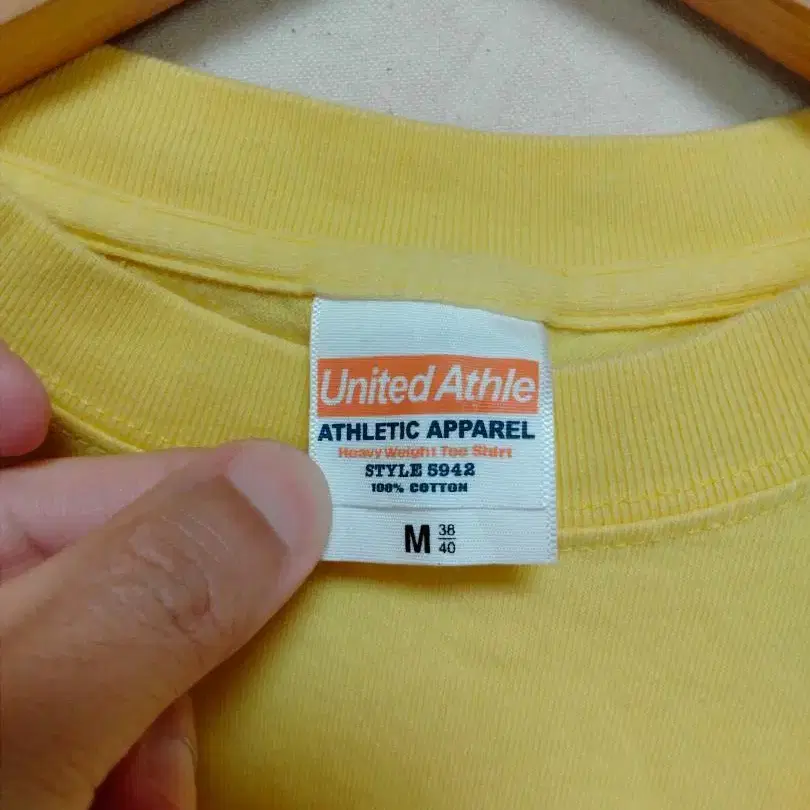 United Athle
ATHLETIC APPAREL
Heavy Weight Tee Shirt
STYLE 5942
100% COTTON
M 38/40